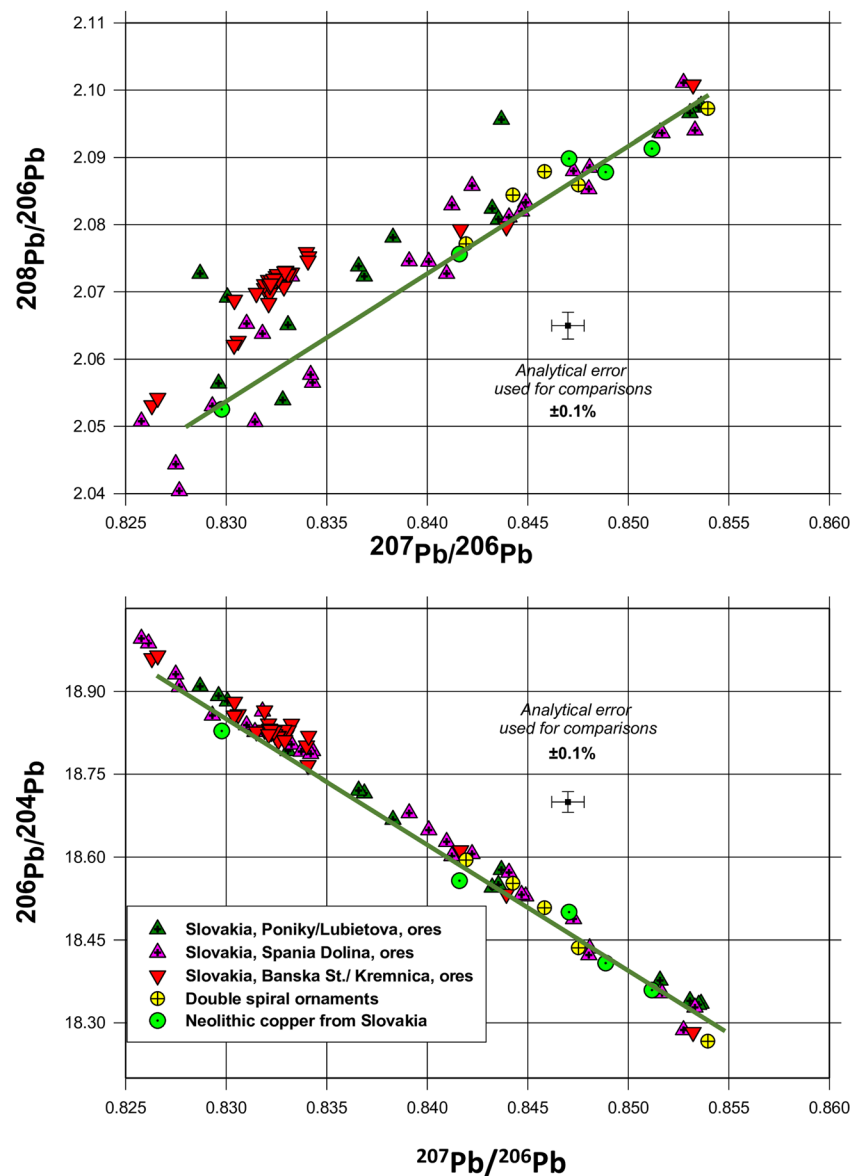 2.11
2.10
2.09
2.08
2.07
2.06
2.05
2.04
208Pb/206Pb
Analytical error
used for comparisons
±0.1%
0.825 0.830 0.835 0.840 0.845 0.850 0.855 0.860
207Pb/206Pb
18.90
18.75
18.60
18.45
18.30
206Pb/204Pb
Analytical error
used for comparisons
±0.1%
Slovakia, Poniky/Lubietova, ores
Slovakia, Spania Dolina, ores
Slovakia, Banska St./ Kremnica, ores
Double spiral ornaments
Neolithic copper from Slovakia
0.825 0.830 0.835 0.840 0.845 0.850 0.855 0.860
207Pb/206Pb